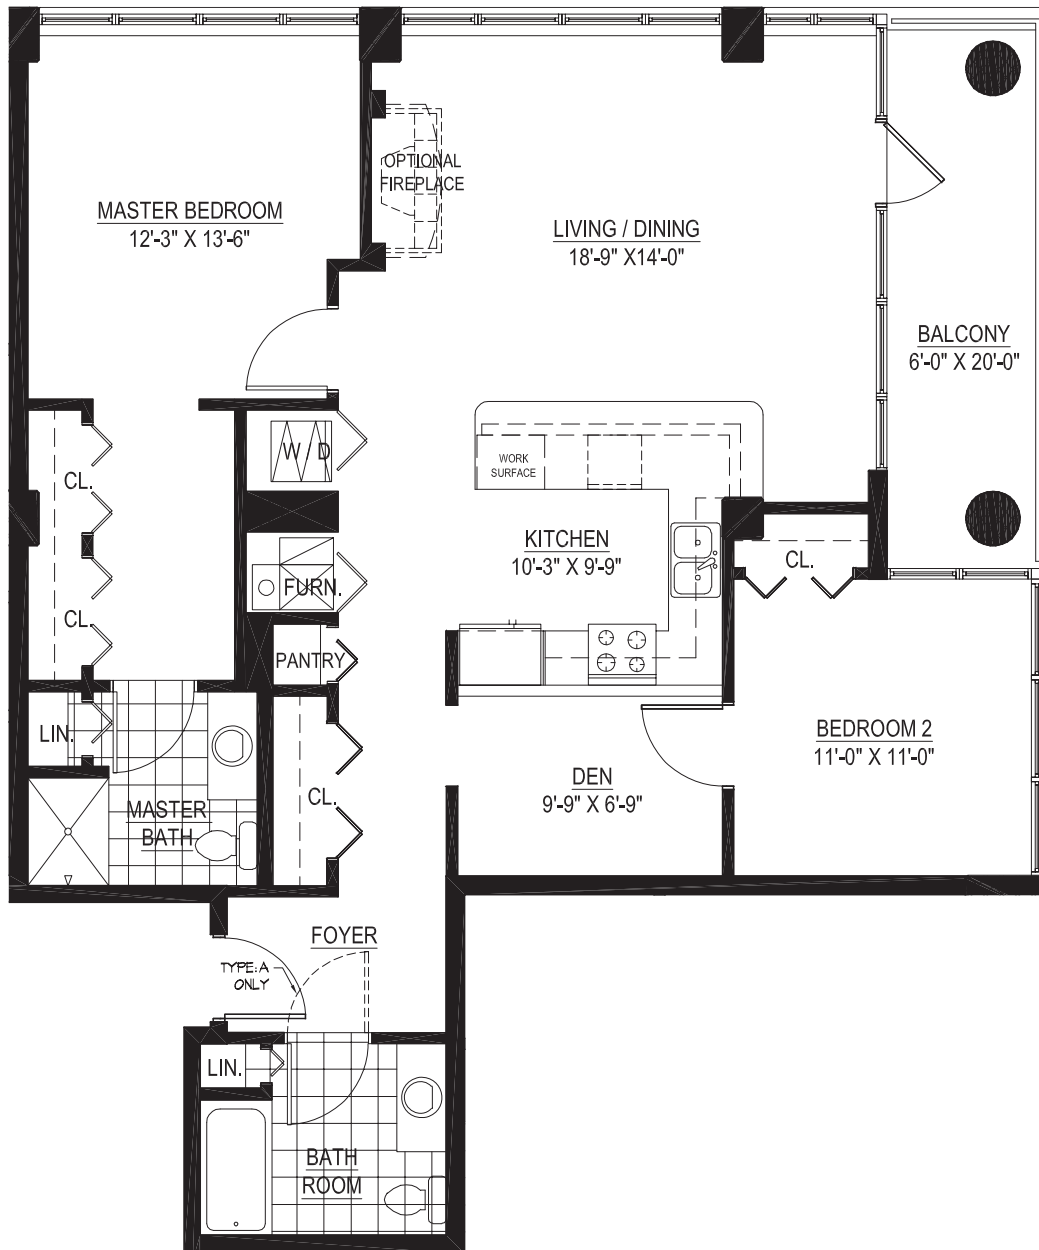 OPTIONAL
FIREPLACE
MASTER BEDROOM
12'-3" X 13'-6"
LIVING / DINING
18'-9" X14'-0"
BALCONY
6'-0" X 20'-0"
W / D
WORK
SURFACE
CL.
KITCHEN
10'-3" X 9'-9"
CL.
FURN.
CL.
PANTRY
LIN.
BEDROOM 2
11'-0" X 11'-0"
DEN
9'-9" X 6'-9"
CL.
MASTER
BATH
FOYER
TYPE:A
ONLY
LIN.
BATH
ROOM